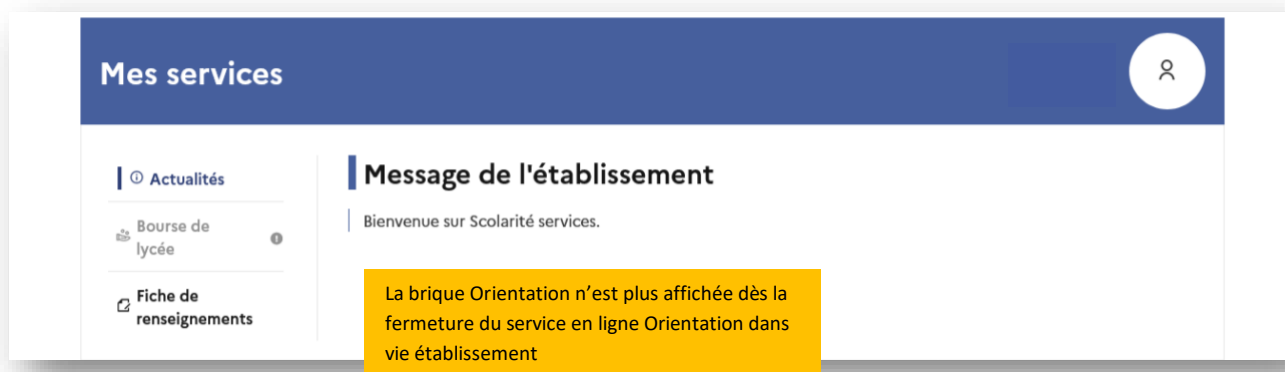 Mes services
Actualités
Bourse de
lycée
Fiche de
renseignements
Message de l'établissement
Bienvenue sur Scolarité services.
La brique Orientation n’est plus affichée dès la
fermeture du service en ligne Orientation dans
vie établissement